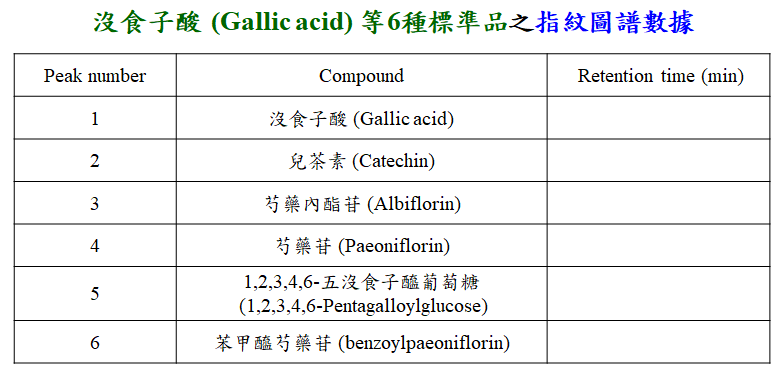 沒食子酸 (Gallic acid) 等6種標準品之指紋圖譜數據
Peak number Compound Retention time (min)
1 沒食子酸 (Gallic acid)
2 兒茶素 (Catechin)
3 芍藥內酯苷 (Albiflorin)
4 芍藥苷 (Paeoniflorin)
5 1,2,3,4,6-五沒食子醯葡萄糖
(1,2,3,4,6-Pentagalloylglucose)
6 苯甲醯芍藥苷 (benzoylpaeoniflorin)